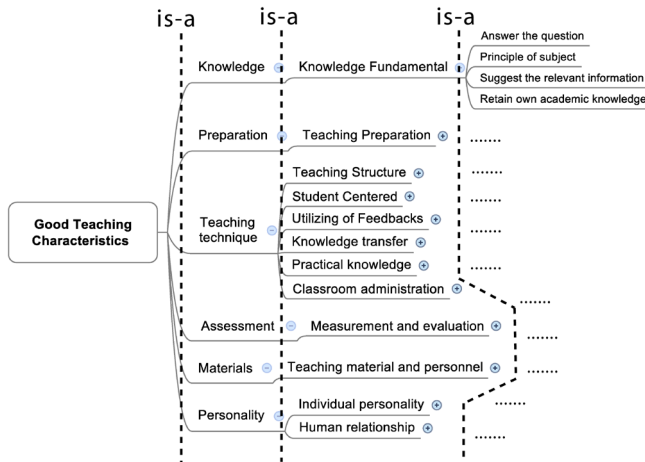 is-a
is-a
is-a
Answer the question
Knowledge
Knowledge Fundamental
Principle of subject
Suggest the relevant information
Retain own academic knowledge
Preparation
Teaching Preparation
.......
Teaching Structure
.......
Student Centered
.......
Good Teaching
Characteristics
Teaching
technique
Utilizing of Feedbacks
.......
Knowledge transfer
Practical knowledge
.......
Classroom administration
.......
Assessment
Measurement and evaluation
.......
Materials
Teaching material and personnel
.......
Personality
Individual personality
.......
Human relationship
.......